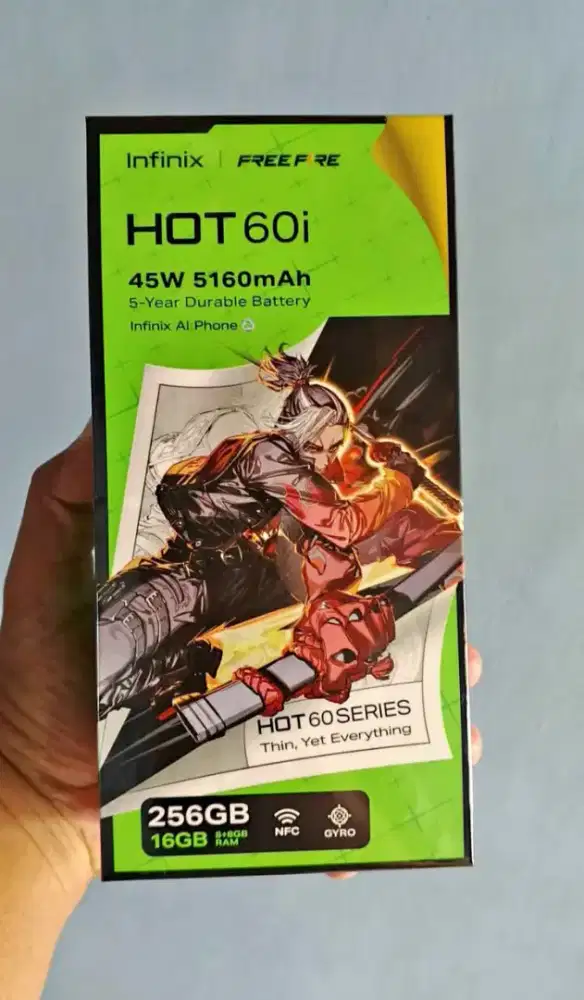 Infinix | FREE FIRE
HOT 60i
45W 5160mAh
5-Year Durable Battery
Infinix AI Phone
HOT 60 SERIES
Thin, Yet Everything
256GB
16GB 8+8GB RAM
NFC
GYRO